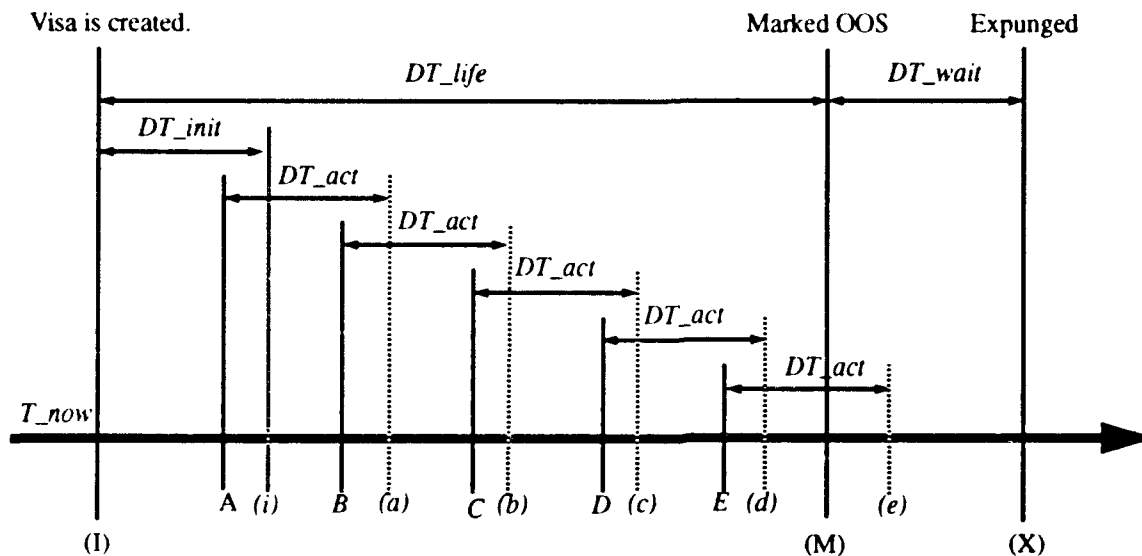 Visa is created. Marked OOS Expunged
DT_life DT_wait
DT_init
DT_act
DT_act
DT_act
DT_act
DT_act
T_now
A (i) B (a) C (b) D (c) E (d) (e)
(I) (M) (X)